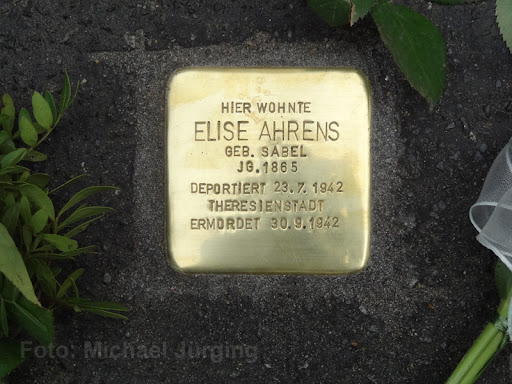 HIER WOHNTE
ELISE AHRENS
GEB. SABEL
JG. 1865
DEPORTIERT 23.7.1942
THERESIENSTADT
ERMORDET 30.9.1942
Foto: Michael Jürging